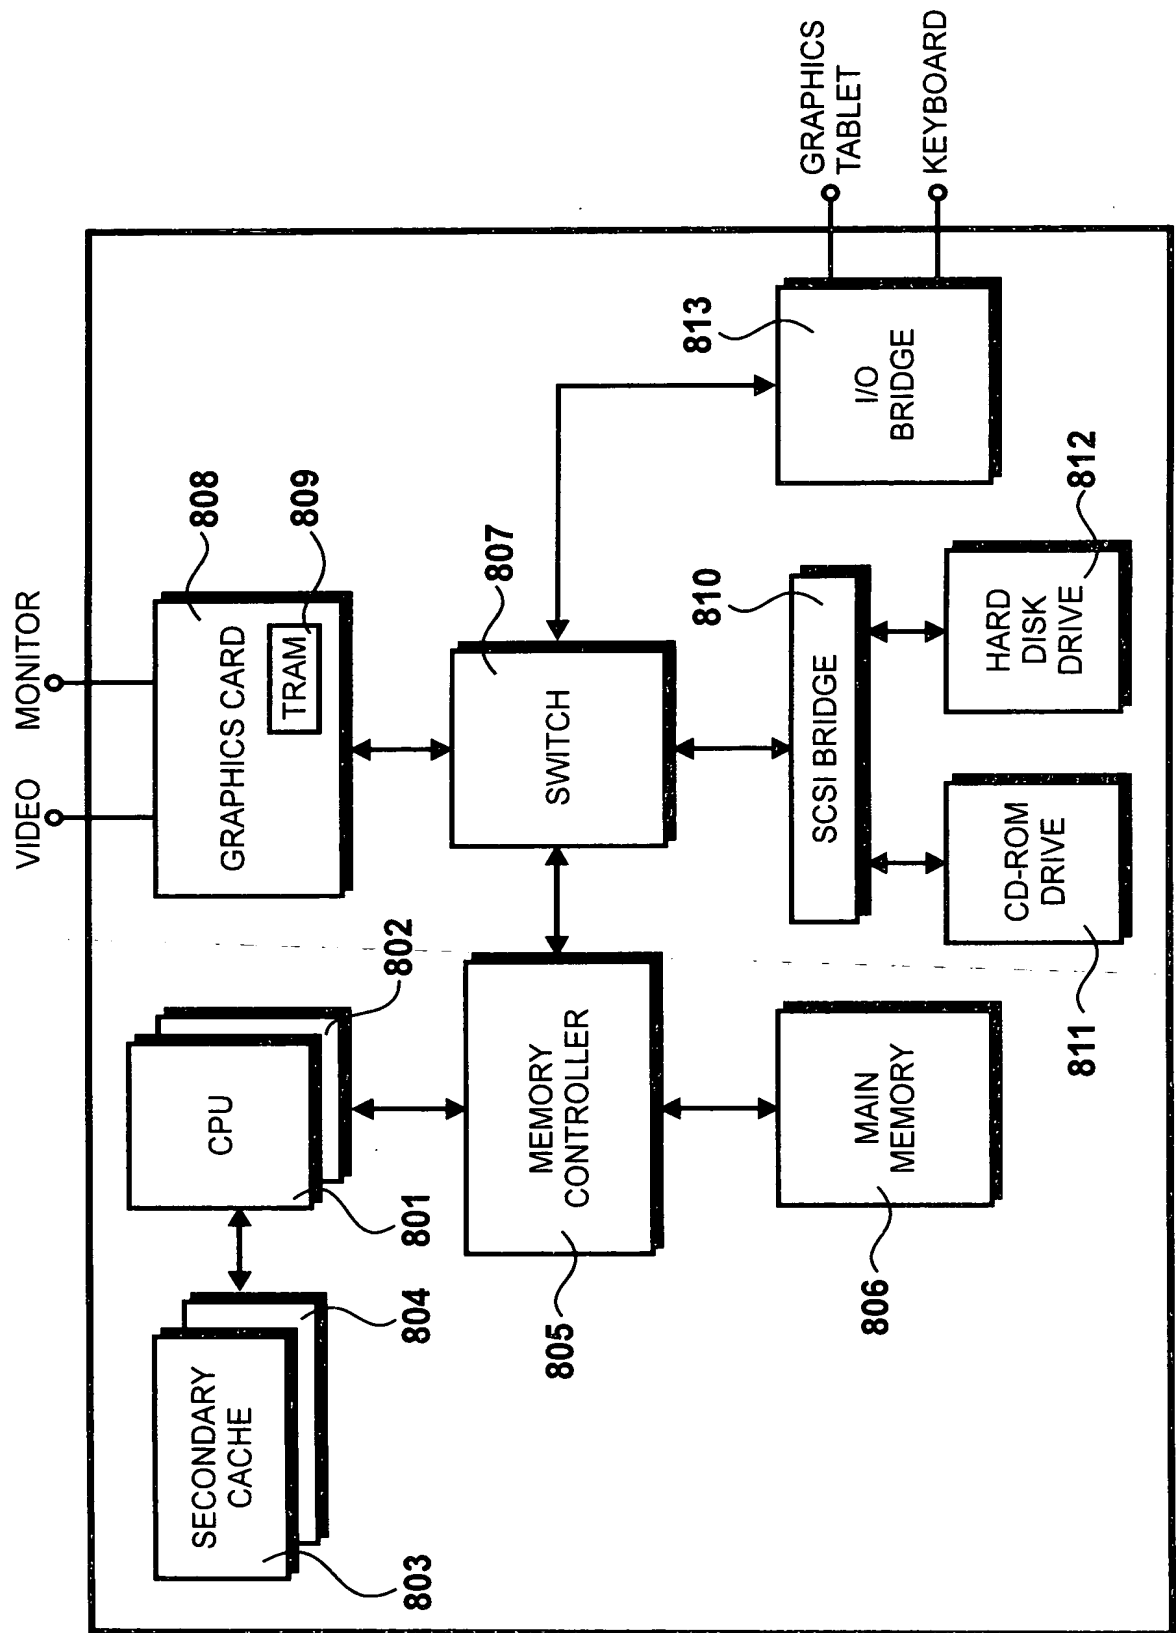 VIDEO
MONITOR
808
GRAPHICS CARD
809
TRAM
SECONDARY
CACHE
803
804
CPU
801
802
807
SWITCH
MEMORY
CONTROLLER
805
813
I/O
BRIDGE
GRAPHICS
TABLET
KEYBOARD
810
SCSI BRIDGE
MAIN
MEMORY
806
CD-ROM
DRIVE
811
HARD
DISK
DRIVE
812